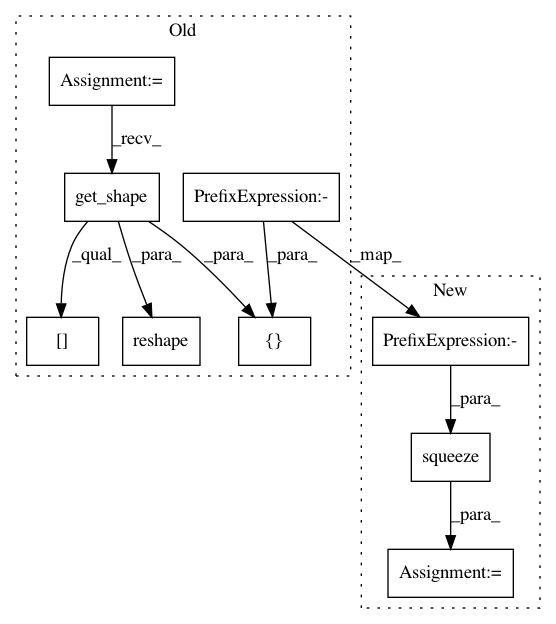 Old
Assignment:=
_recv_
get_shape
PrefixExpression:-
_qual_
_para_
_para_
_para_
_map_
New
[]
reshape
{}
PrefixExpression:-
_para_
squeeze
_para_
Assignment:=